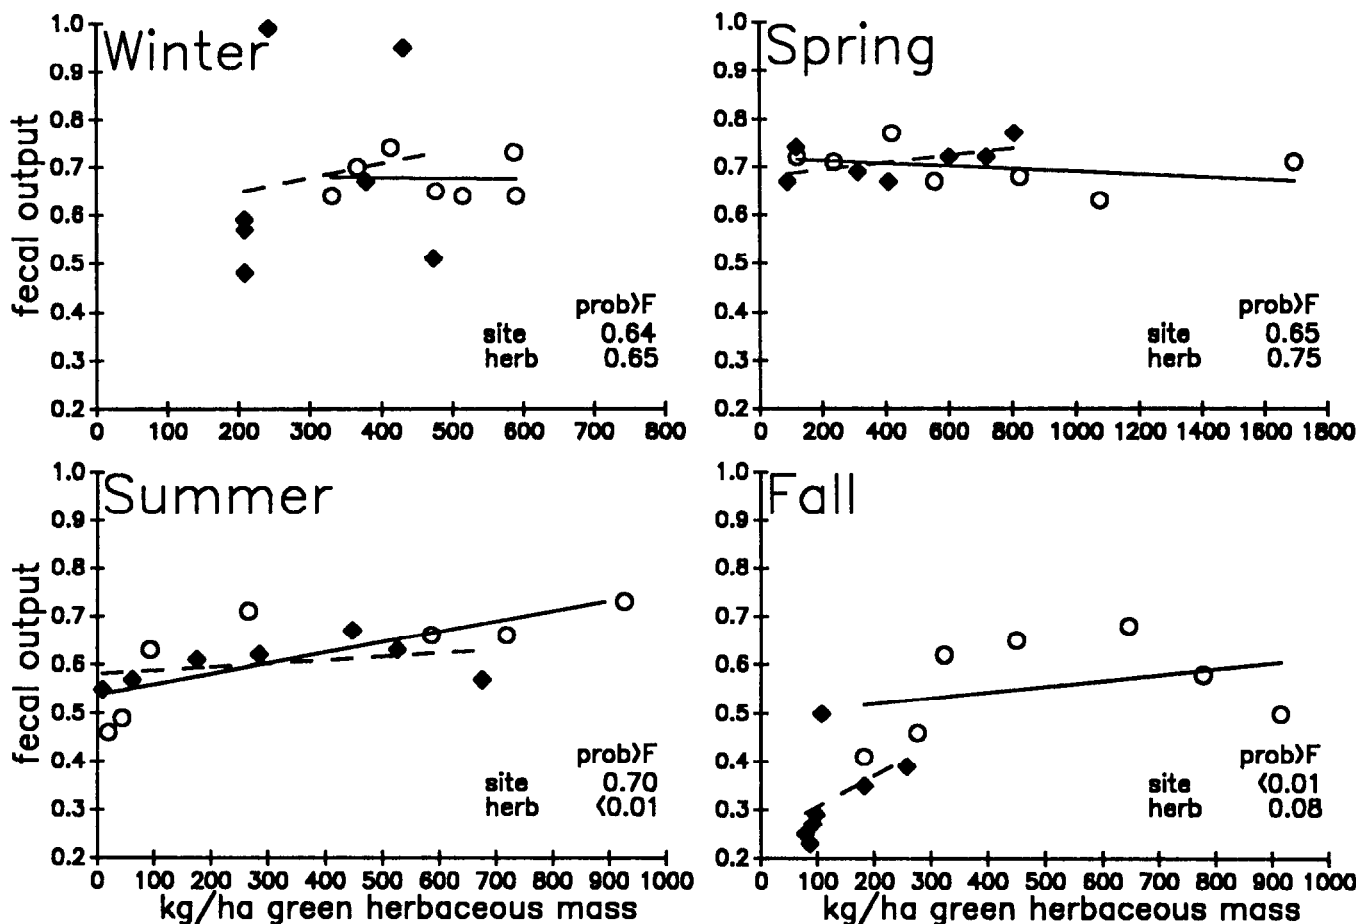 Winter
1.0
0.9
0.8
0.7
0.6
0.5
0.4
0.3
0.2
fecal output
prob>F
site 0.64
herb 0.65
0 100 200 300 400 500 600 700 800
Spring
1.0
0.9
0.8
0.7
0.6
0.5
0.4
0.3
0.2
prob>F
site 0.65
herb 0.75
0 200 400 600 800 1000 1200 1400 1600 1800
Summer
1.0
0.9
0.8
0.7
0.6
0.5
0.4
0.3
0.2
fecal output
prob>F
site 0.70
herb <0.01
0 100 200 300 400 500 600 700 800 900 1000
kg/ha green herbaceous mass
Fall
1.0
0.9
0.8
0.7
0.6
0.5
0.4
0.3
0.2
prob>F
site <0.01
herb 0.08
0 100 200 300 400 500 600 700 800 900 1000
kg/ha green herbaceous mass